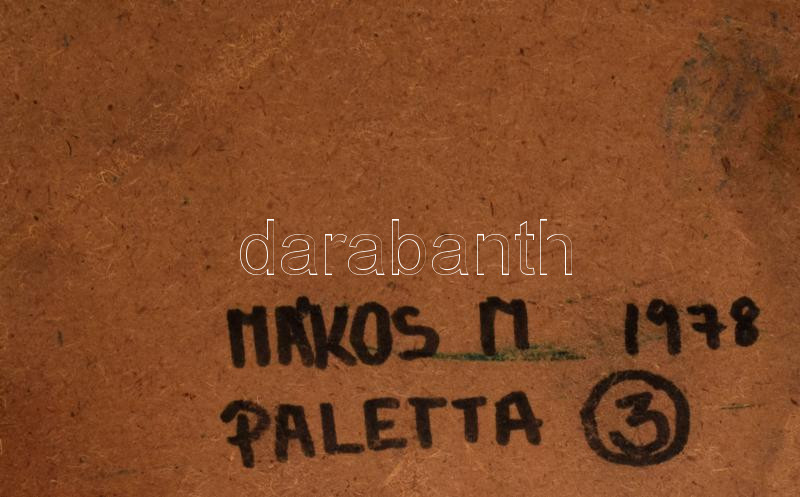 darabanth
MÁKOS M 1978
PALETTA 3